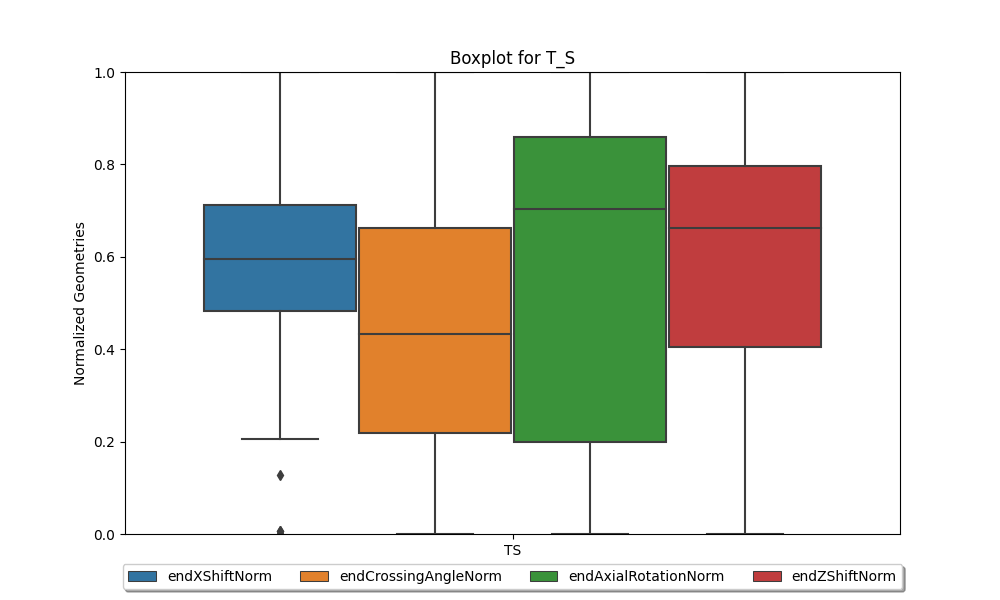 Boxplot for T_S
1.0
0.8
0.6
0.4
0.2
0.0
Normalized Geometries
TS
endXShiftNorm endCrossingAngleNorm endAxialRotationNorm endZShiftNorm